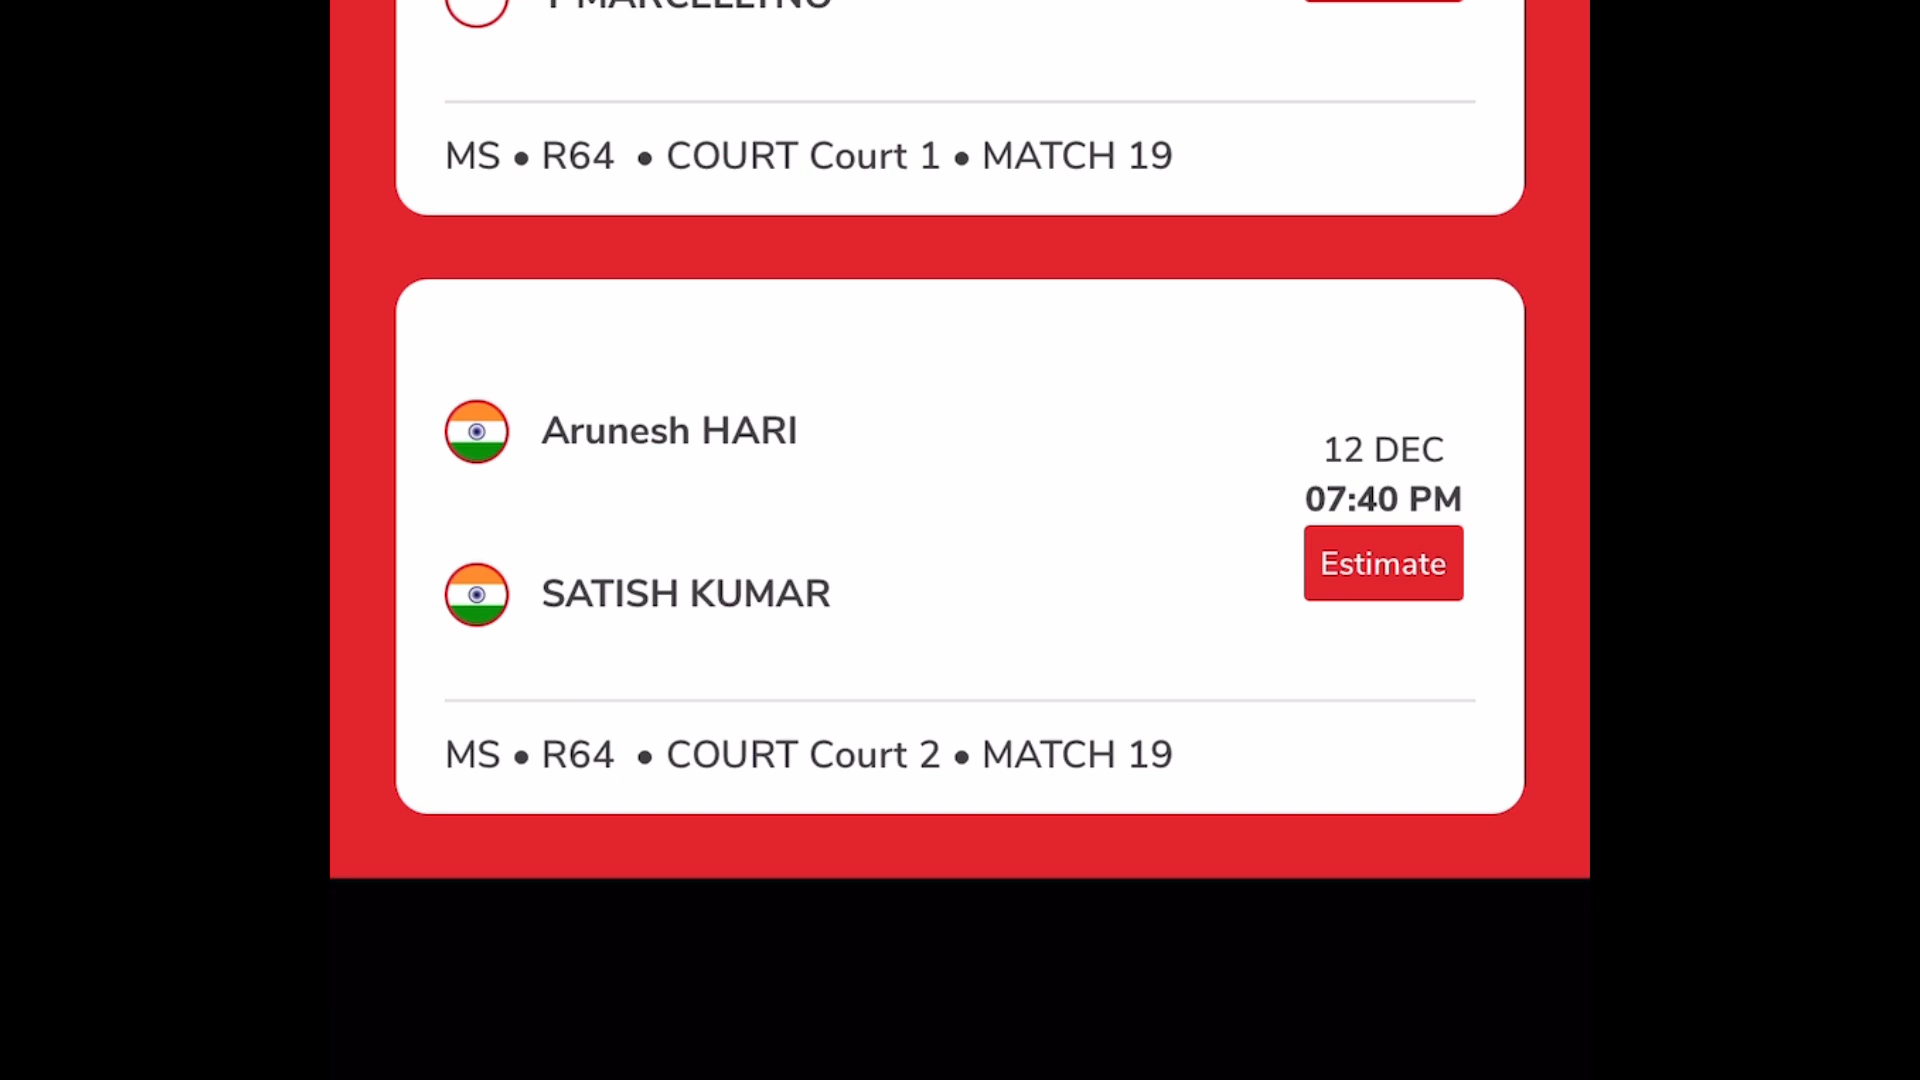 Y MARCELLYNO
MS • R64 • COURT Court 1 • MATCH 19
Arunesh HARI
12 DEC
07:40 PM
Estimate
SATISH KUMAR
MS • R64 • COURT Court 2 • MATCH 19